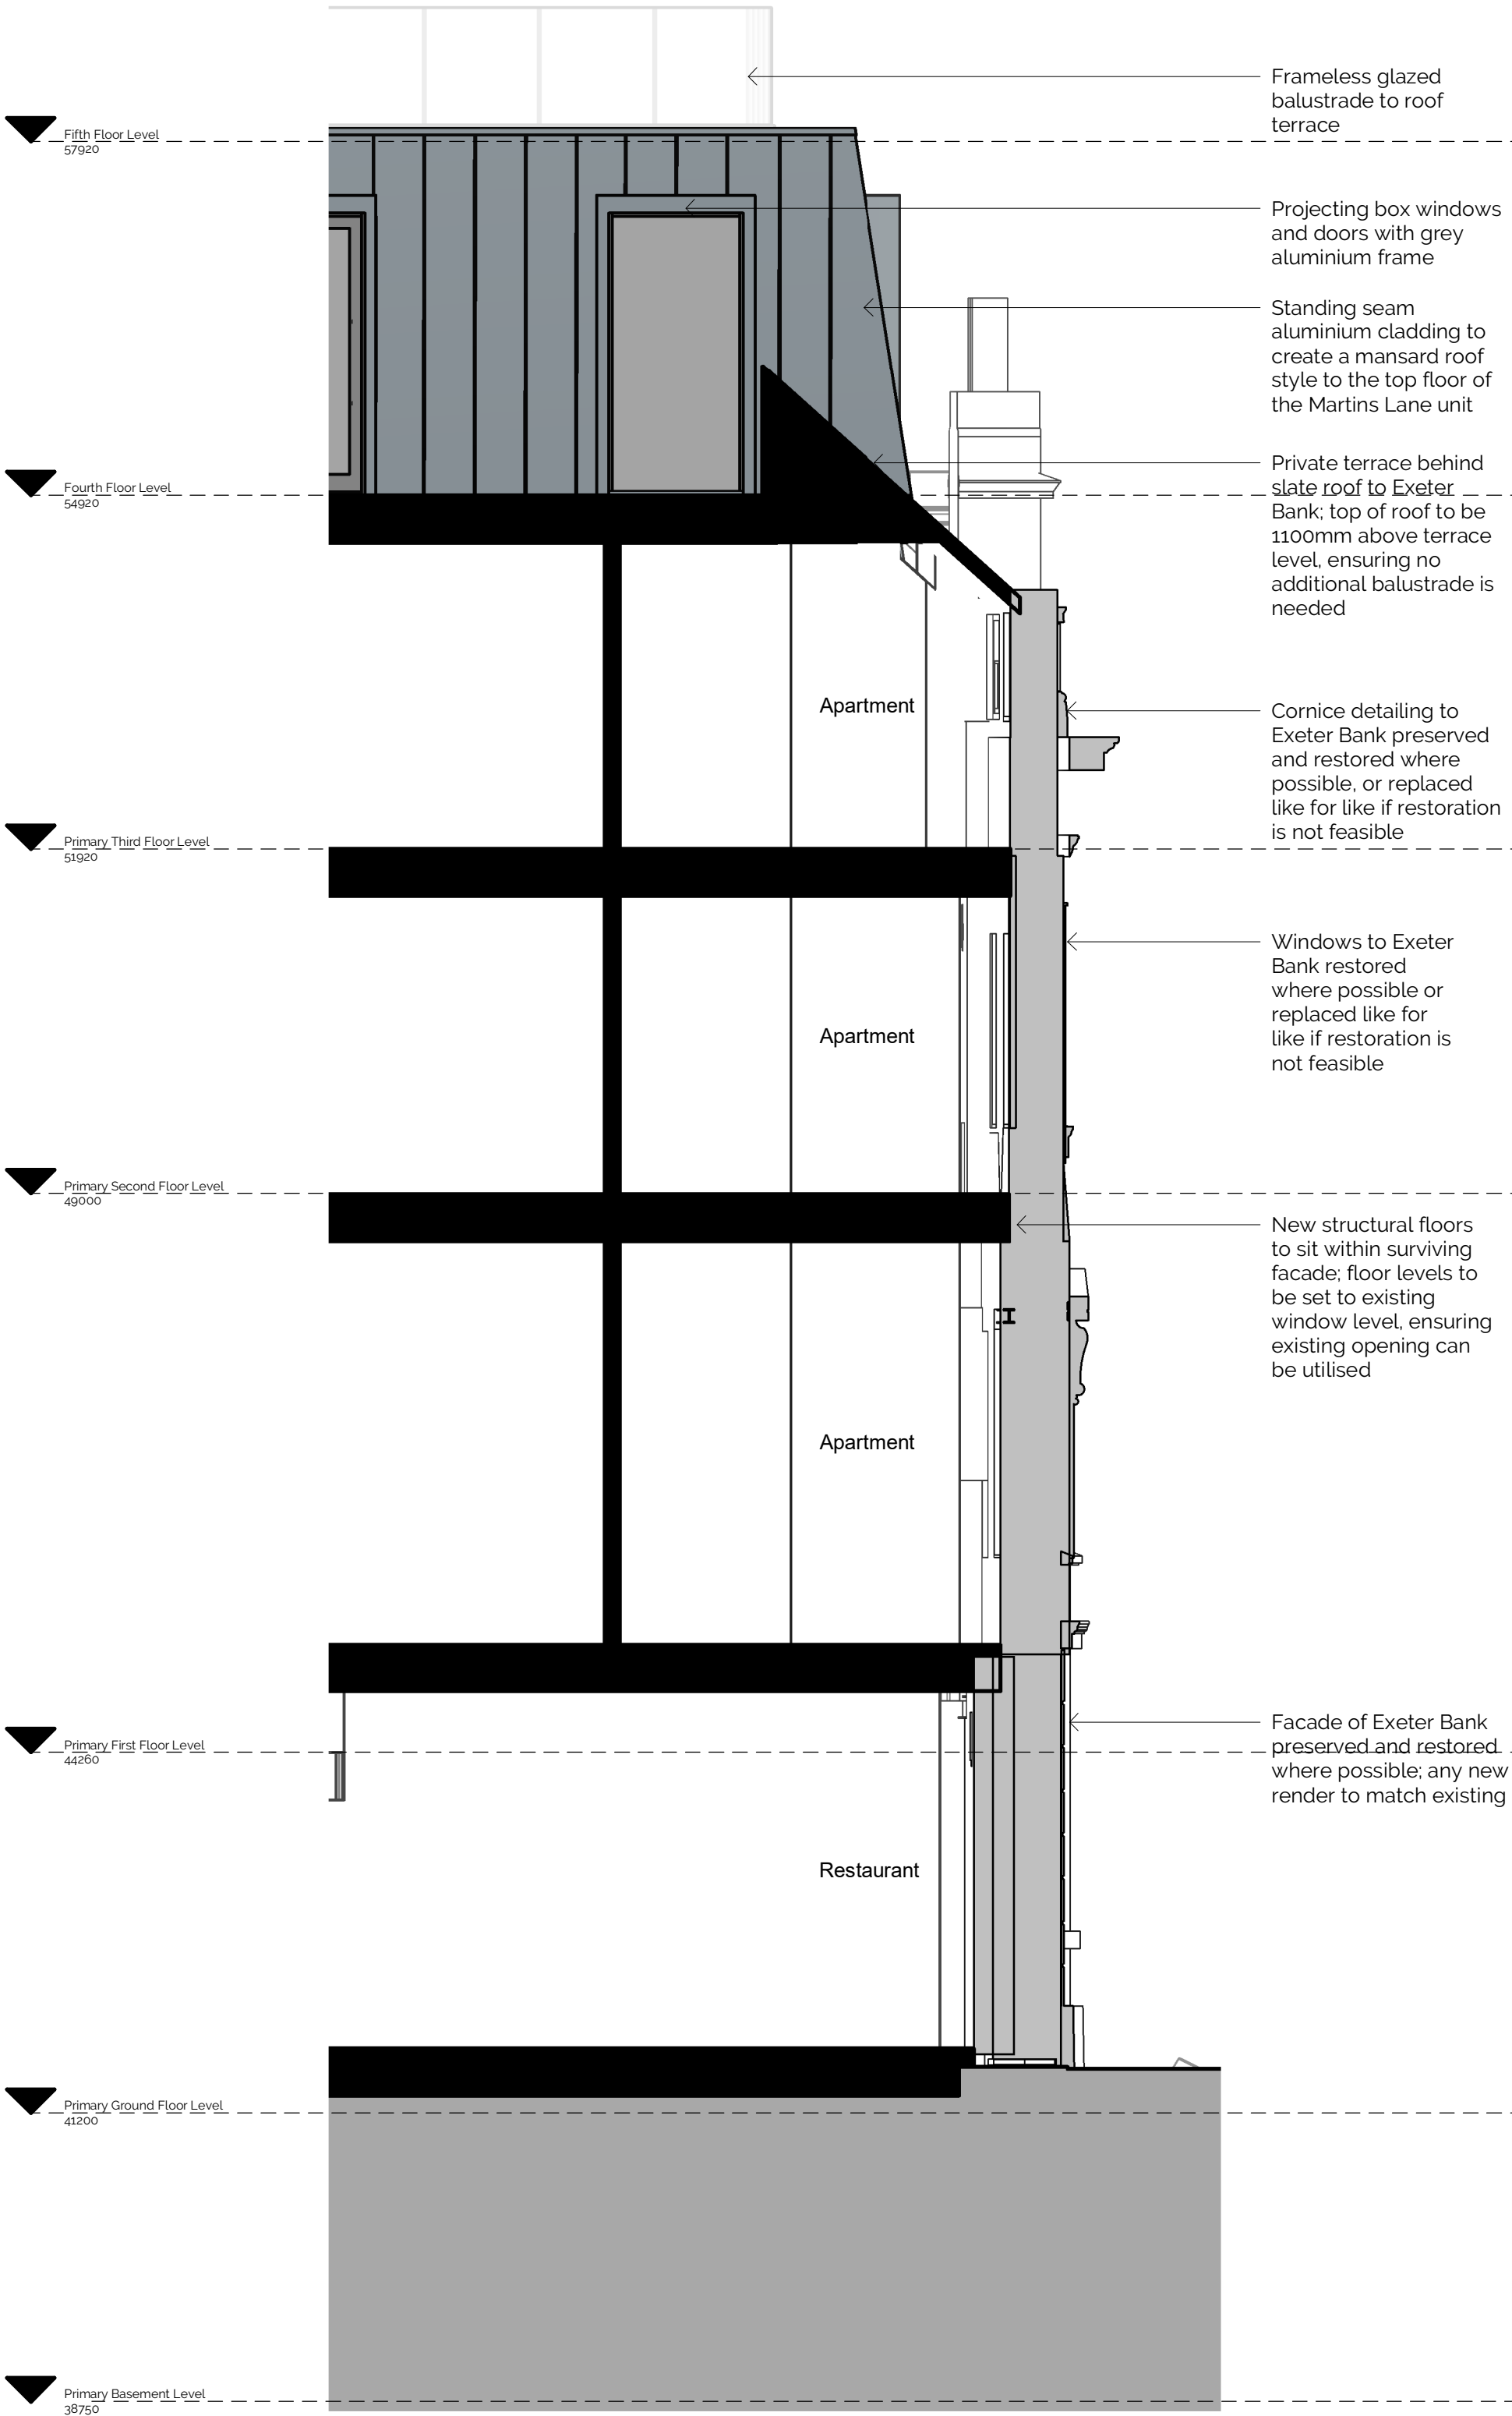 Frameless glazed
balustrade to roof
terrace
Fifth Floor Level
57920
Projecting box windows
and doors with grey
aluminium frame
Standing seam
aluminium cladding to
create a mansard roof
style to the top floor of
the Martins Lane unit
Fourth Floor Level
54920
Private terrace behind
slate roof to Exeter
Bank; top of roof to be
1100mm above terrace
level, ensuring no
additional balustrade is
needed
Apartment
Cornice detailing to
Exeter Bank preserved
and restored where
possible, or replaced
like for like if restoration
is not feasible
Primary Third Floor Level
51920
Windows to Exeter
Bank restored
where possible or
replaced like for
like if restoration is
not feasible
Apartment
Primary Second Floor Level
49000
New structural floors
to sit within surviving
facade; floor levels to
be set to existing
window level, ensuring
existing opening can
be utilised
Apartment
Primary First Floor Level
44260
Facade of Exeter Bank
preserved and restored
where possible; any new
render to match existing
Restaurant
Primary Ground Floor Level
41200
Primary Basement Level
38750